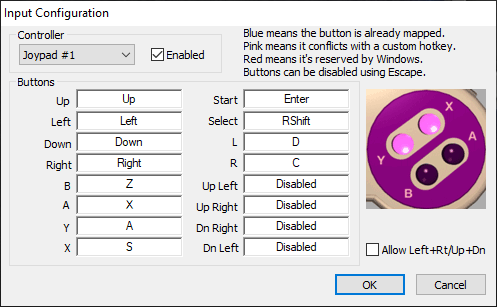 Input Configuration
Controller
Joypad #1
Enabled
Blue means the button is already mapped.
Pink means it conflicts with a custom hotkey.
Red means it's reserved by Windows.
Buttons can be disabled using Escape.
Buttons
Up Up
Left Left
Down Down
Right Right
B Z
A X
Y A
X S
Start Enter
Select RShift
L D
R C
Up Left Disabled
Up Right Disabled
Dn Right Disabled
Dn Left Disabled
X
A
Y
B
Allow Left+Rt/Up+Dn
OK
Cancel